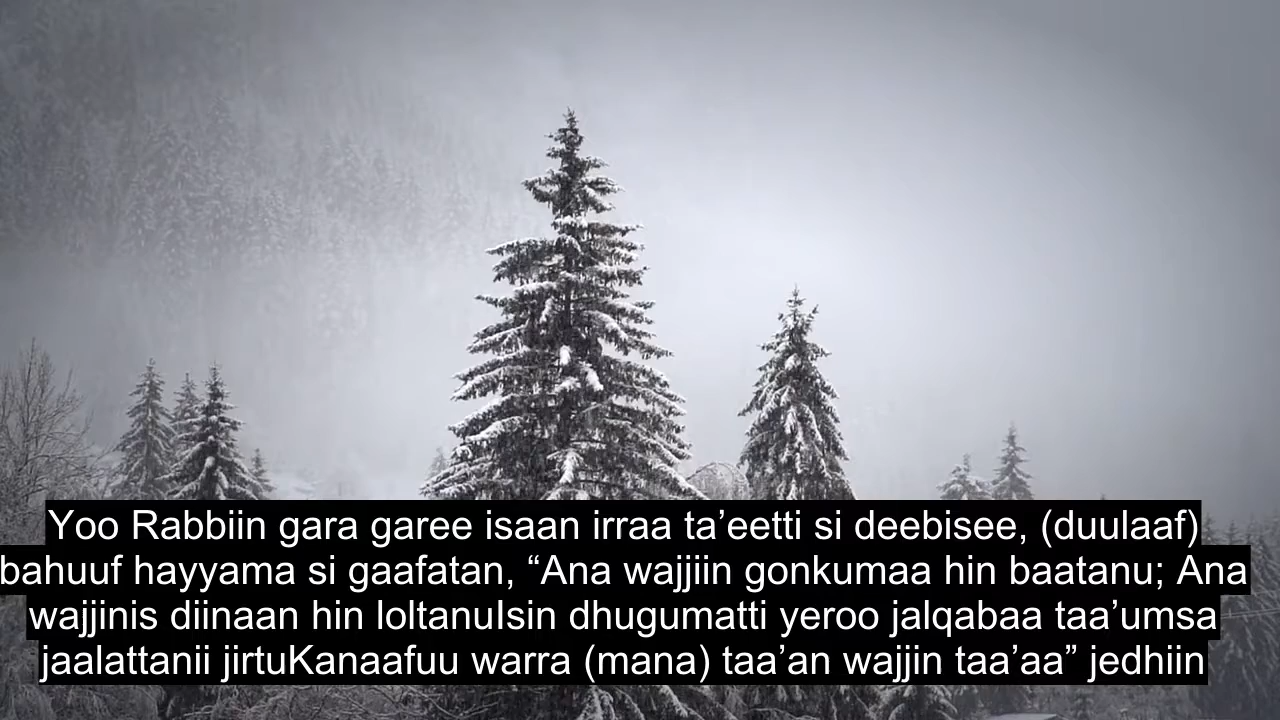 Yoo Rabbiin gara garee isaan irraa ta’eetti si deebisee, (duulaaf)
bahuuf hayyama si gaafatan, “Ana wajjiin gonkumaa hin baatanu; Ana
wajjinis diinaan hin loltanuIsin dhugumatti yeroo jalqabaa taa’umsa
jaalattanii jirtuKanaafuu warra (mana) taa’an wajjin taa’aa” jedhiin